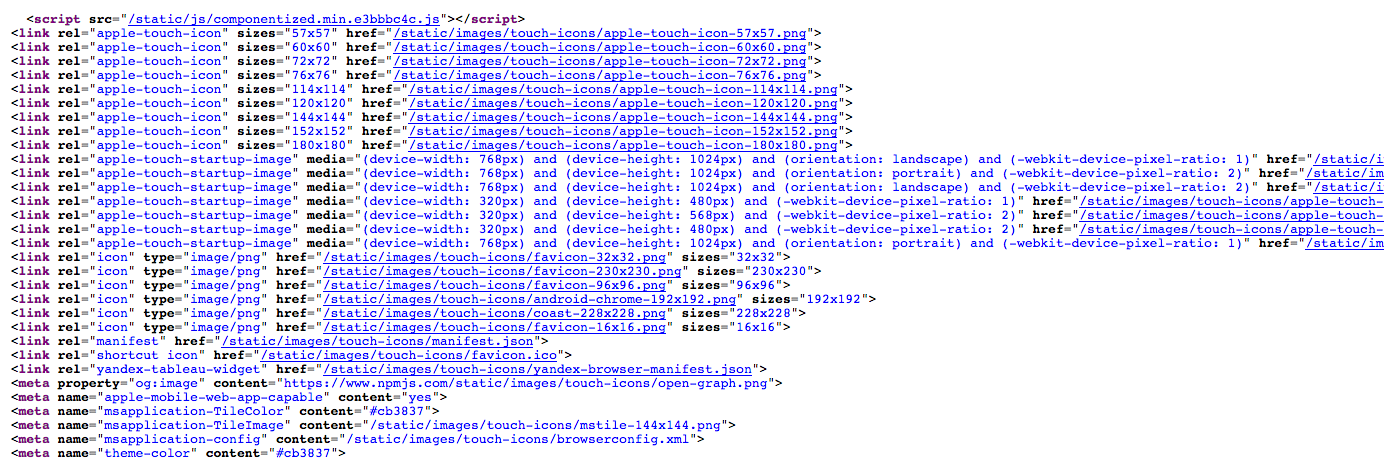 <script src="/static/js/componentized.min.e3bbbc4c.js"></script>
<link rel="apple-touch-icon" sizes="57x57" href="/static/images/touch-icons/apple-touch-icon-57x57.png">
<link rel="apple-touch-icon" sizes="60x60" href="/static/images/touch-icons/apple-touch-icon-60x60.png">
<link rel="apple-touch-icon" sizes="72x72" href="/static/images/touch-icons/apple-touch-icon-72x72.png">
<link rel="apple-touch-icon" sizes="76x76" href="/static/images/touch-icons/apple-touch-icon-76x76.png">
<link rel="apple-touch-icon" sizes="114x114" href="/static/images/touch-icons/apple-touch-icon-114x114.png">
<link rel="apple-touch-icon" sizes="120x120" href="/static/images/touch-icons/apple-touch-icon-120x120.png">
<link rel="apple-touch-icon" sizes="144x144" href="/static/images/touch-icons/apple-touch-icon-144x144.png">
<link rel="apple-touch-icon" sizes="152x152" href="/static/images/touch-icons/apple-touch-icon-152x152.png">
<link rel="apple-touch-icon" sizes="180x180" href="/static/images/touch-icons/apple-touch-icon-180x180.png">
<link rel="apple-touch-startup-image" media="(device-width: 768px) and (device-height: 1024px) and (orientation: landscape) and (-webkit-device-pixel-ratio: 1)" href="/static/i
<link rel="apple-touch-startup-image" media="(device-width: 768px) and (device-height: 1024px) and (orientation: portrait) and (-webkit-device-pixel-ratio: 2)" href="/static/im
<link rel="apple-touch-startup-image" media="(device-width: 768px) and (device-height: 1024px) and (orientation: landscape) and (-webkit-device-pixel-ratio: 2)" href="/static/i
<link rel="apple-touch-startup-image" media="(device-width: 320px) and (device-height: 480px) and (-webkit-device-pixel-ratio: 1)" href="/static/images/touch-icons/apple-touch-
<link rel="apple-touch-startup-image" media="(device-width: 320px) and (device-height: 568px) and (-webkit-device-pixel-ratio: 2)" href="/static/images/touch-icons/apple-touch-
<link rel="apple-touch-startup-image" media="(device-width: 320px) and (device-height: 480px) and (-webkit-device-pixel-ratio: 2)" href="/static/images/touch-icons/apple-touch-
<link rel="apple-touch-startup-image" media="(device-width: 768px) and (device-height: 1024px) and (orientation: portrait) and (-webkit-device-pixel-ratio: 1)" href="/static/im
<link rel="icon" type="image/png" href="/static/images/touch-icons/favicon-32x32.png" sizes="32x32">
<link rel="icon" type="image/png" href="/static/images/touch-icons/favicon-230x230.png" sizes="230x230">
<link rel="icon" type="image/png" href="/static/images/touch-icons/favicon-96x96.png" sizes="96x96">
<link rel="icon" type="image/png" href="/static/images/touch-icons/android-chrome-192x192.png" sizes="192x192">
<link rel="icon" type="image/png" href="/static/images/touch-icons/coast-228x228.png" sizes="228x228">
<link rel="icon" type="image/png" href="/static/images/touch-icons/favicon-16x16.png" sizes="16x16">
<link rel="manifest" href="/static/images/touch-icons/manifest.json">
<link rel="shortcut icon" href="/static/images/touch-icons/favicon.ico">
<link rel="yandex-tableau-widget" href="/static/images/touch-icons/yandex-browser-manifest.json">
<meta property="og:image" content="https://www.npmjs.com/static/images/touch-icons/open-graph.png">
<meta name="apple-mobile-web-app-capable" content="yes">
<meta name="msapplication-TileColor" content="#cb3837">
<meta name="msapplication-TileImage" content="/static/images/touch-icons/mstile-144x144.png">
<meta name="msapplication-config" content="/static/images/touch-icons/browserconfig.xml">
<meta name="theme-color" content="#cb3837">